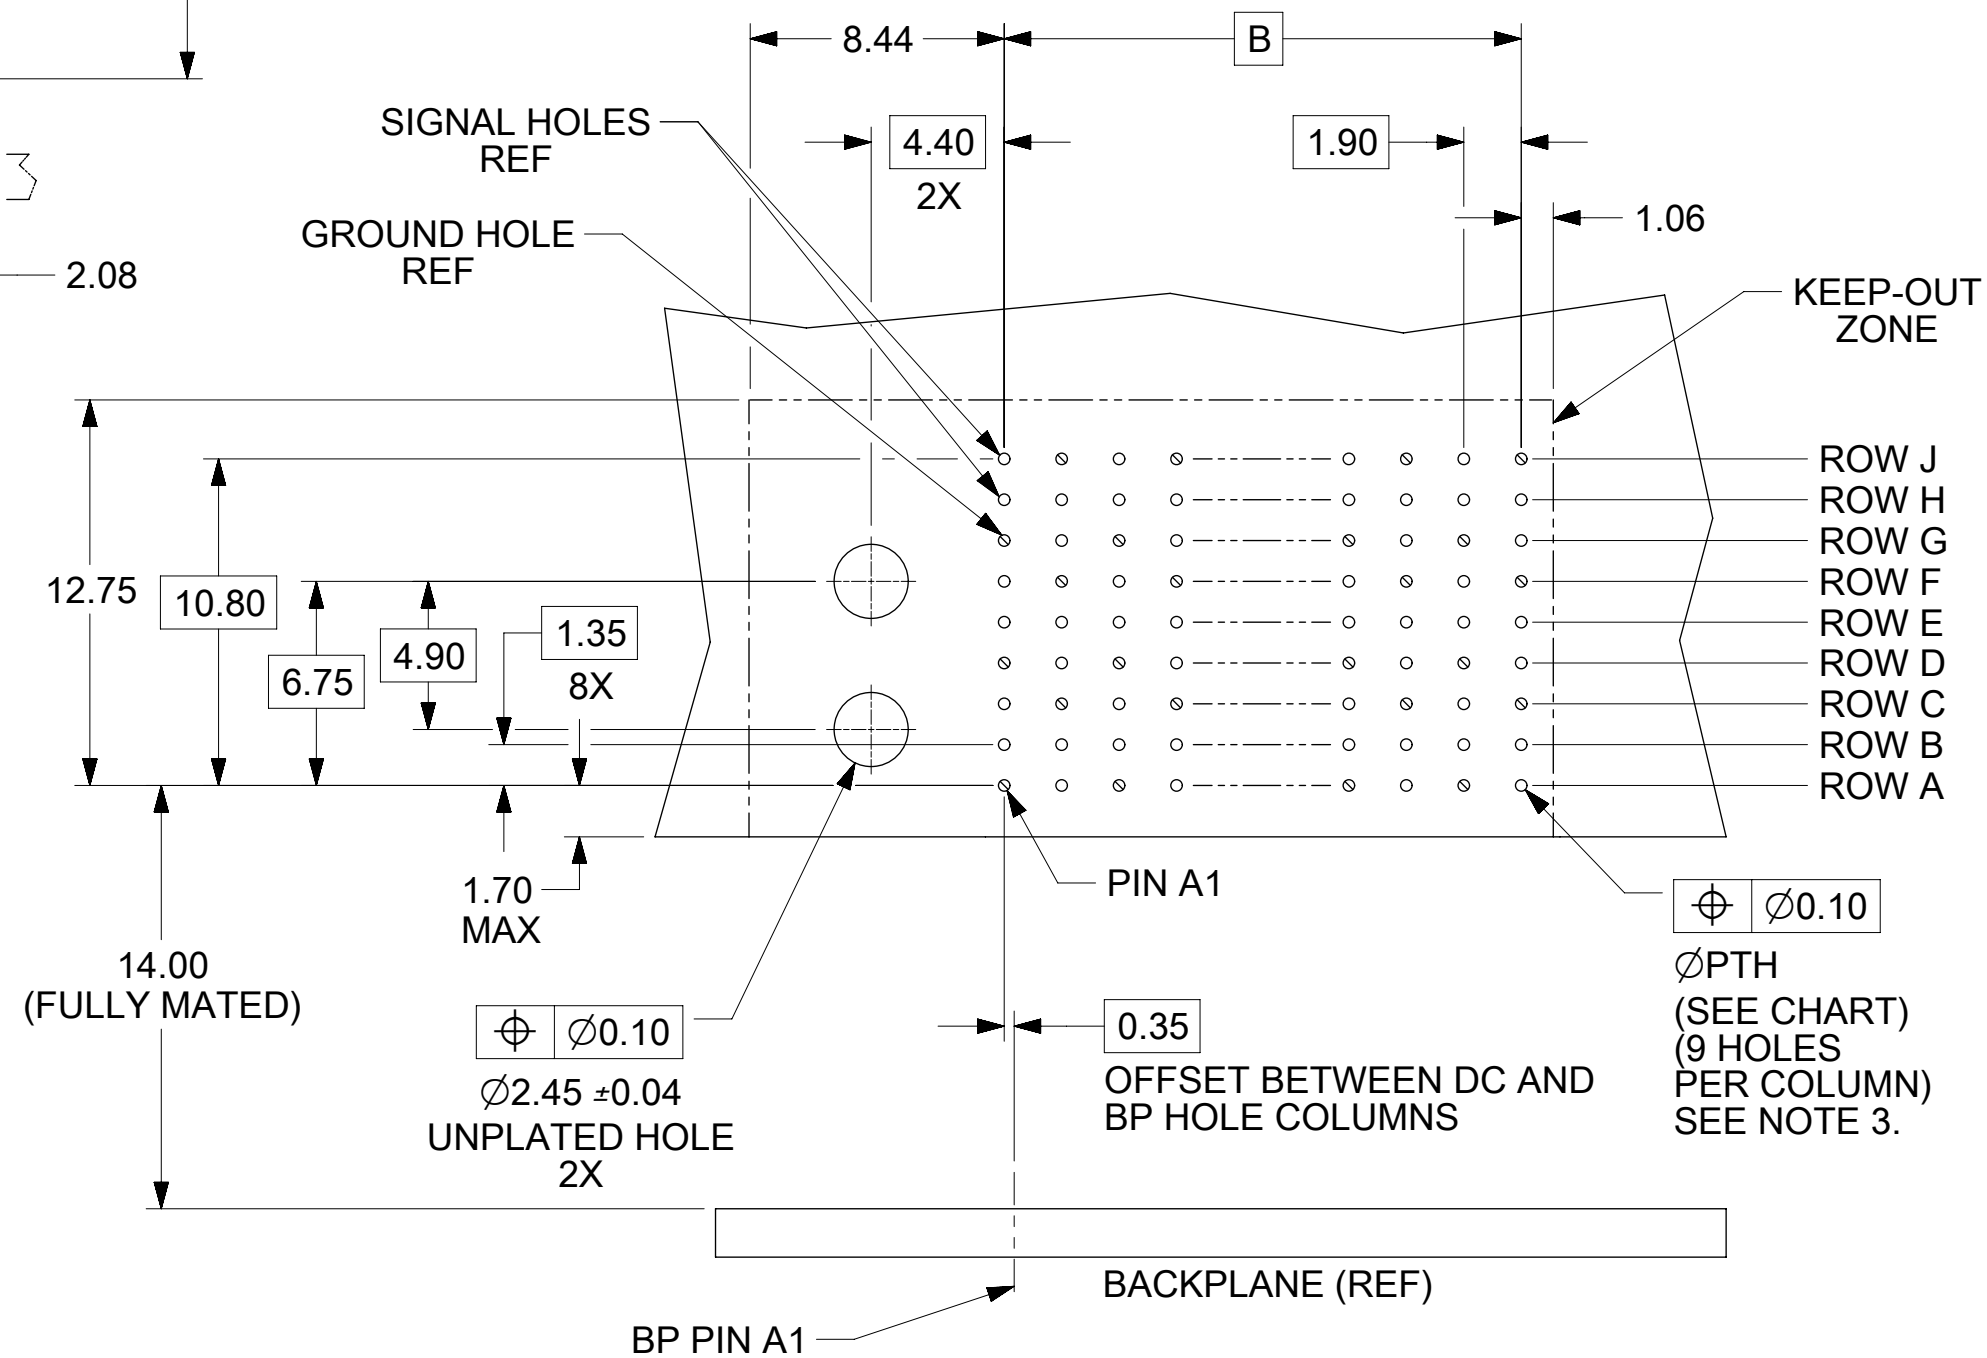 8.44
B
SIGNAL HOLES
REF
4.40
2X
1.90
1.06
GROUND HOLE
REF
2.08
KEEP-OUT
ZONE
ROW J
ROW H
ROW G
ROW F
ROW E
ROW D
ROW C
ROW B
ROW A
12.75
10.80
6.75
4.90
1.35
8X
1.70
MAX
PIN A1
14.00
(FULLY MATED)
⌖ ∅0.10
∅2.45 ±0.04
UNPLATED HOLE
2X
0.35
OFFSET BETWEEN DC AND
BP HOLE COLUMNS
⌖ ∅0.10
∅PTH
(SEE CHART)
(9 HOLES
PER COLUMN)
SEE NOTE 3.
BACKPLANE (REF)
BP PIN A1